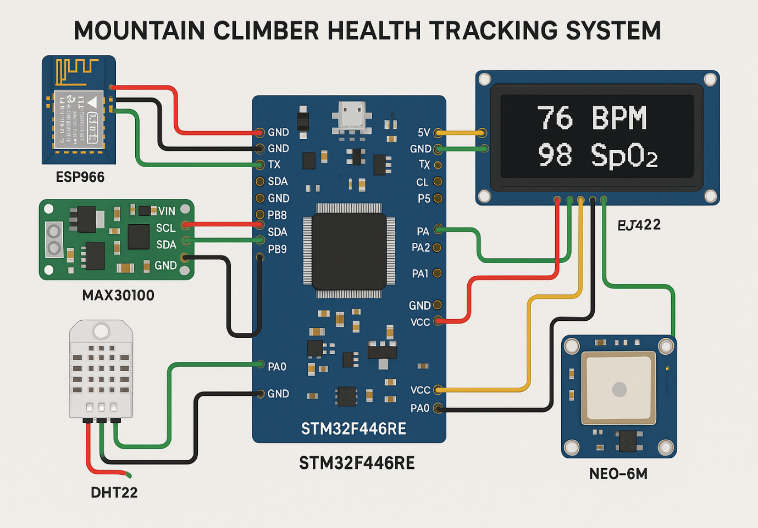 MOUNTAIN CLIMBER HEALTH TRACKING SYSTEM
ESP966
VIN
SCL
SDA
GND
MAX30100
DHT22
GND
GND
TX
SDA
GND
PB8
SDA
PB9
PA0
GND
5V
GND
TX
CL
P5
PA
PA2
PA1
GND
VCC
VCC
PA0
STM32F446RE
STM32F446RE
76 BPM
98 SpO₂
EJ422
NEO-6M